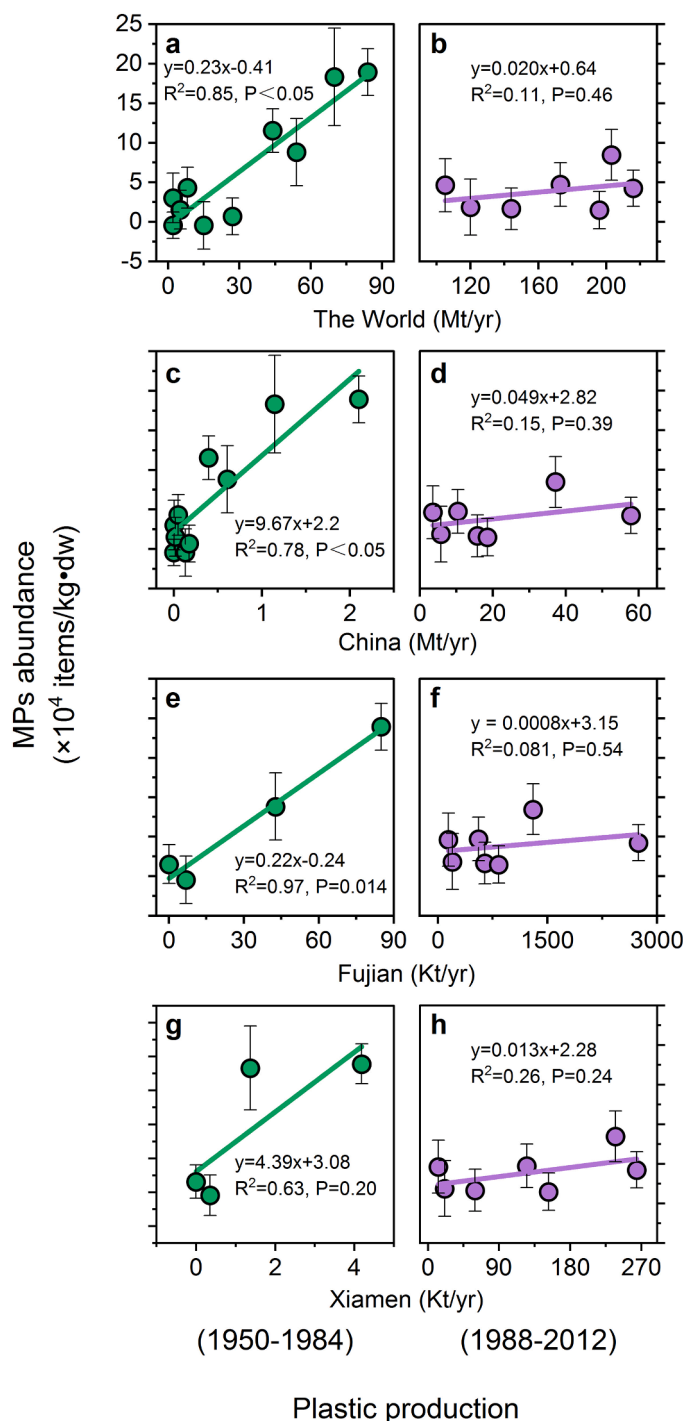 a
y=0.23x-0.41
R²=0.85, P<0.05
25
20
15
10
5
0
-5
0 30 60 90
b
y=0.020x+0.64
R²=0.11, P=0.46
120 160 200
The World (Mt/yr)
c
y=9.67x+2.2
R²=0.78, P<0.05
0 1 2
d
y=0.049x+2.82
R²=0.15, P=0.39
0 20 40 60
China (Mt/yr)
MPs abundance
(×10⁴ items/kg•dw)
e
y=0.22x-0.24
R²=0.97, P=0.014
0 30 60 90
f
y = 0.0008x+3.15
R²=0.081, P=0.54
0 1500 3000
Fujian (Kt/yr)
g
y=4.39x+3.08
R²=0.63, P=0.20
0 2 4
h
y=0.013x+2.28
R²=0.26, P=0.24
0 90 180 270
Xiamen (Kt/yr)
(1950-1984)
(1988-2012)
Plastic production